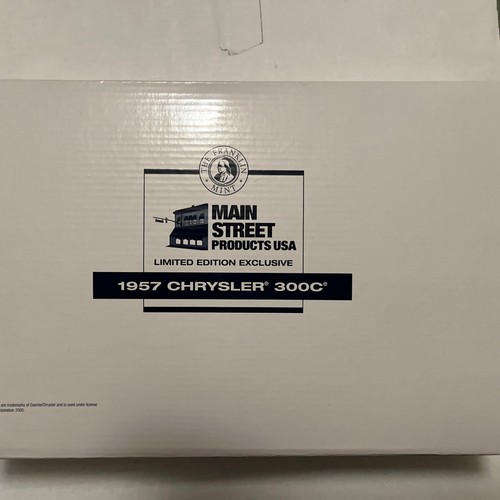 THE FRANKLIN MINT
MAIN
STREET
PRODUCTS USA
LIMITED EDITION EXCLUSIVE
1957 CHRYSLER® 300C®
are trademarks of DaimlerChrysler and is used under license
2000.